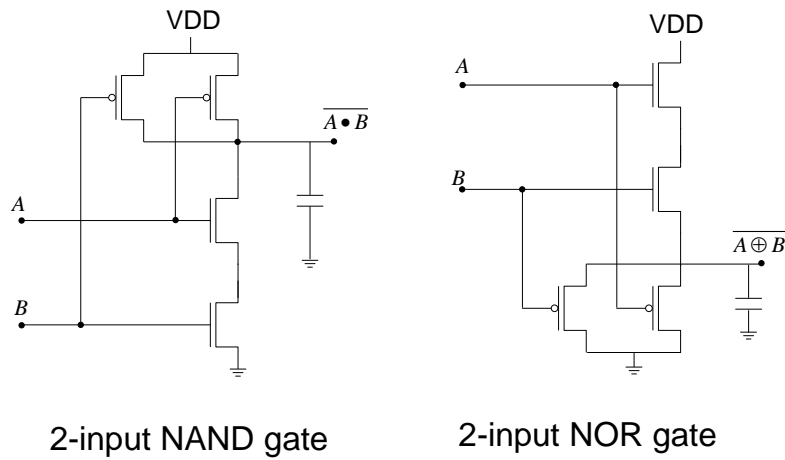 VDD
A
B
A • B
2-input NAND gate
VDD
A
B
A ⊕ B
2-input NOR gate